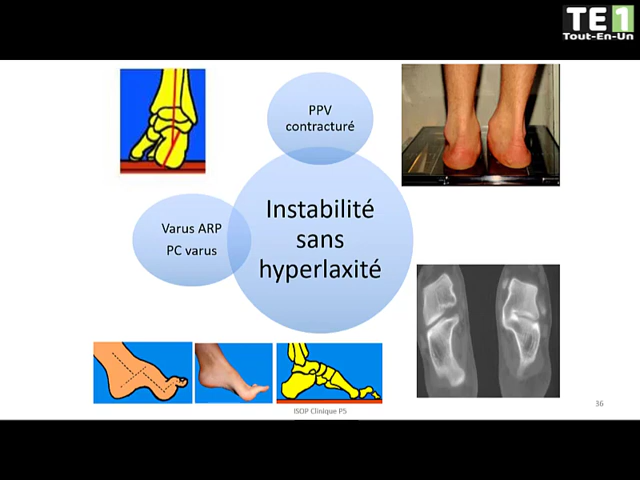 TE1
Tout-En-Un
PPV
contracturé
Varus ARP
PC varus
Instabilité
sans
hyperlaxité
ISOP Clinique P5
36